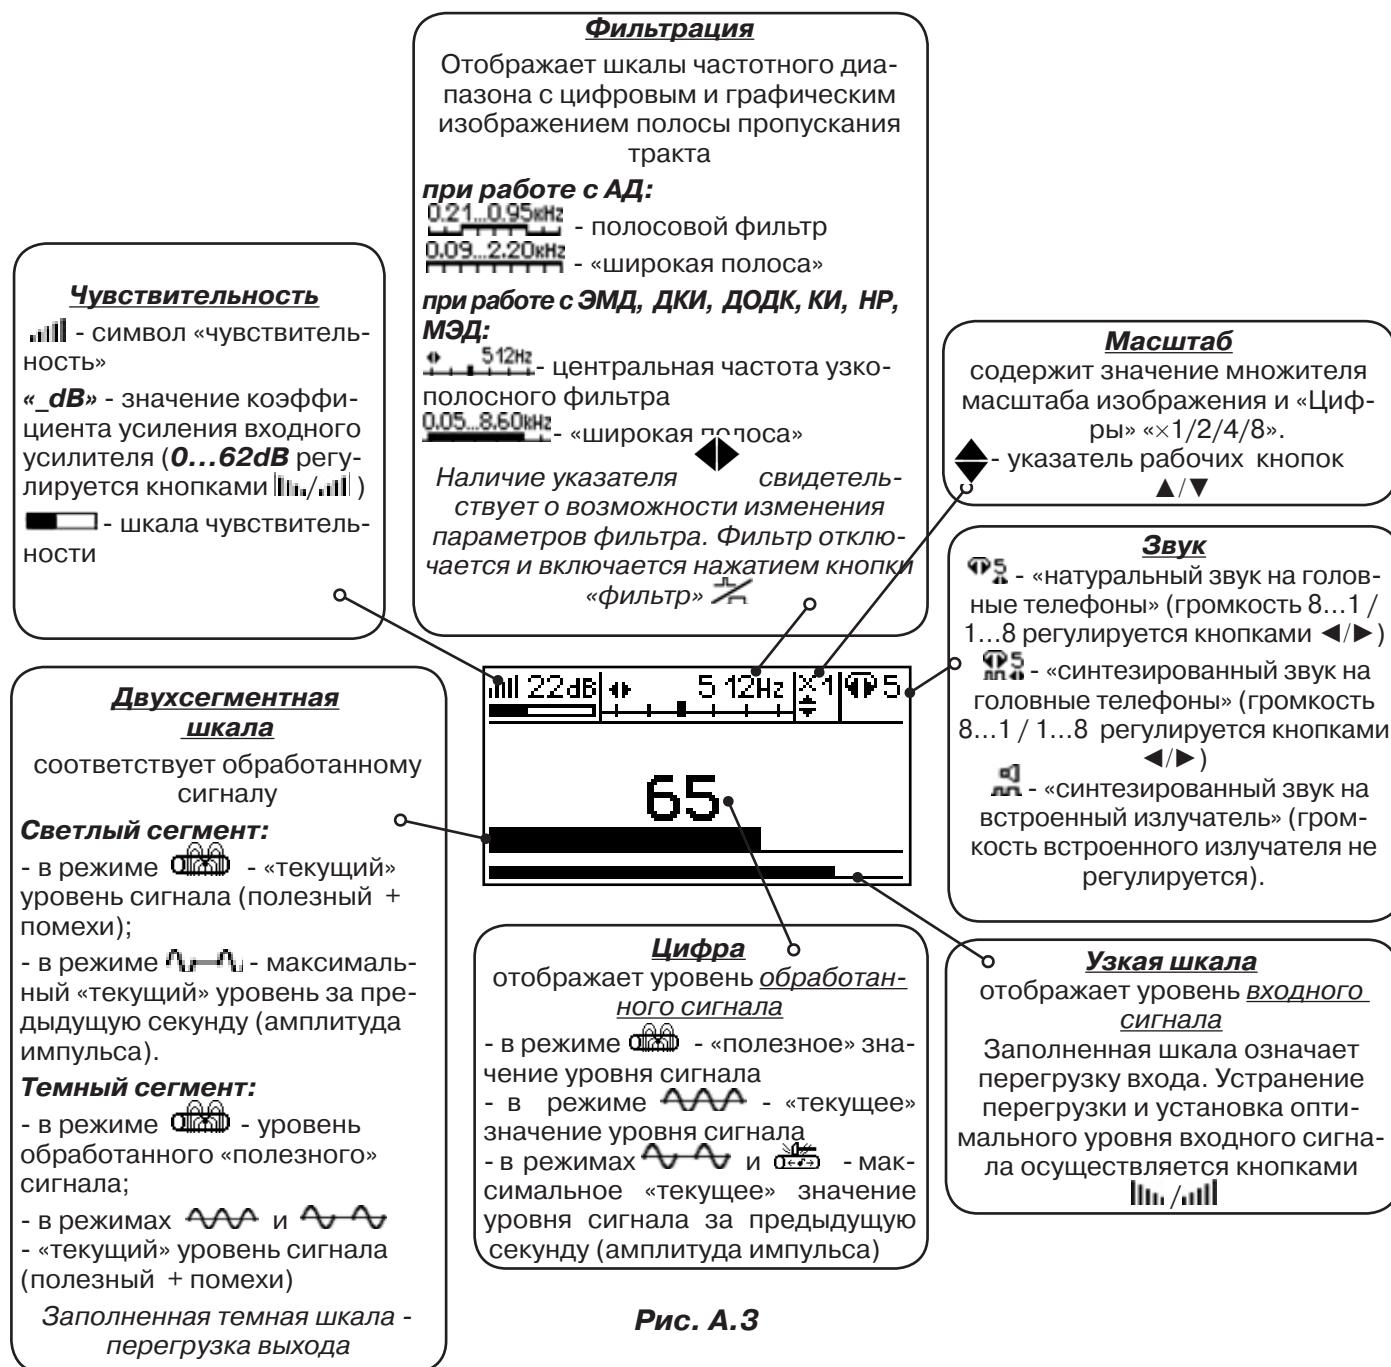 Фильтрация
Отображает шкалы частотного диа-
пазона с цифровым и графическим
изображением полосы пропускания
тракта
при работе с АД:
0.21...0.95кHz - полосовой фильтр
0.09...2.20кHz - «широкая полоса»
при работе с ЭМД, ДКИ, ДОДК, КИ, НР,
МЭД:
512Hz - центральная частота узко-
полосного фильтра
0.05...8.60kHz - «широкая полоса»
Наличие указателя ◀▶ свидетель-
ствует о возможности изменения
параметров фильтра. Фильтр отклю-
чается и включается нажатием кнопки
«фильтр»
Чувствительность
- символ «чувствитель-
ность»
«_dB» - значение коэффи-
циента усиления входного
усилителя (0...62dB регу-
лируется кнопками / )
- шкала чувствитель-
ности
Масштаб
содержит значение множителя
масштаба изображения и «Циф-
ры» «×1/2/4/8».
- указатель рабочих кнопок
▲/▼
Звук
5 - «натуральный звук на голов-
ные телефоны» (громкость 8...1 /
1...8 регулируется кнопками ◀/▶)
5 - «синтезированный звук на
головные телефоны» (громкость
8...1 / 1...8 регулируется кнопками
◀/▶)
- «синтезированный звук на
встроенный излучатель» (гром-
кость встроенного излучателя не
регулируется).
Двухсегментная
шкала
соответствует обработанному
сигналу
Светлый сегмент:
- в режиме - «текущий»
уровень сигнала (полезный +
помехи);
- в режиме - максималь-
ный «текущий» уровень за пре-
дыдущую секунду (амплитуда
импульса).
Темный сегмент:
- в режиме - уровень
обработанного «полезного»
сигнала;
- в режимах и
- «текущий» уровень сигнала
(полезный + помехи)
Заполненная темная шкала -
перегрузка выхода
22dB 512Hz ×1 5
65
Цифра
отображает уровень обработан-
ного сигнала
- в режиме - «полезное» зна-
чение уровня сигнала
- в режиме - «текущее»
значение уровня сигнала
- в режимах и - мак-
симальное «текущее» значение
уровня сигнала за предыдущую
секунду (амплитуда импульса)
Узкая шкала
отображает уровень входного
сигнала
Заполненная шкала означает
перегрузку входа. Устранение
перегрузки и установка опти-
мального уровня входного сигна-
ла осуществляется кнопками
/
Рис. А.3